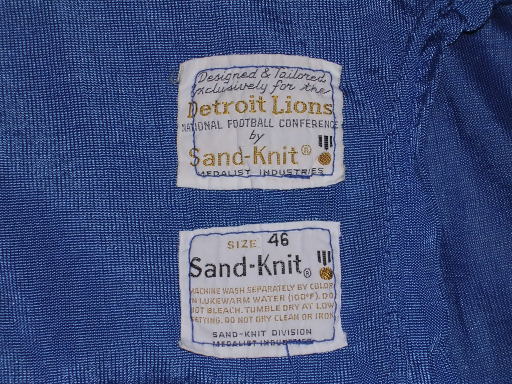 Designed & Tailored
Exclusively for the
Detroit Lions
NATIONAL FOOTBALL CONFERENCE
by
Sand-Knit®
MEDALIST INDUSTRIES
SIZE 46
Sand-Knit®
MACHINE WASH SEPARATELY BY COLOR
IN LUKEWARM WATER (100°F). DO
NOT BLEACH. TUMBLE DRY AT LOW
SETTING. DO NOT DRY CLEAN OR IRON
SAND-KNIT DIVISION
MEDALIST INDUSTRIES